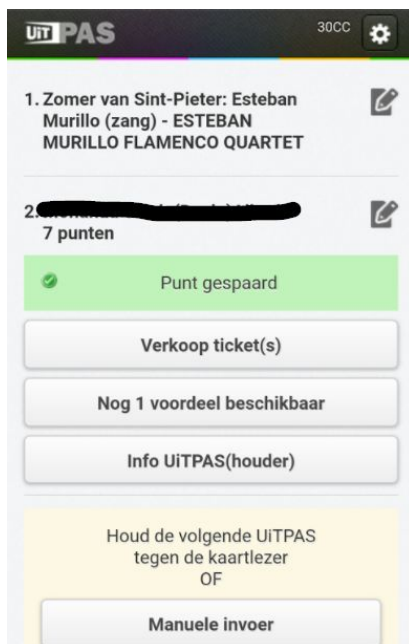 UiTPAS
30CC
1. Zomer van Sint-Pieter: Esteban
Murillo (zang) - ESTEBAN
MURILLO FLAMENCO QUARTET
2.
7 punten
Punt gespaard
Verkoop ticket(s)
Nog 1 voordeel beschikbaar
Info UiTPAS(houder)
Houd de volgende UiTPAS
tegen de kaartlezer
OF
Manuele invoer